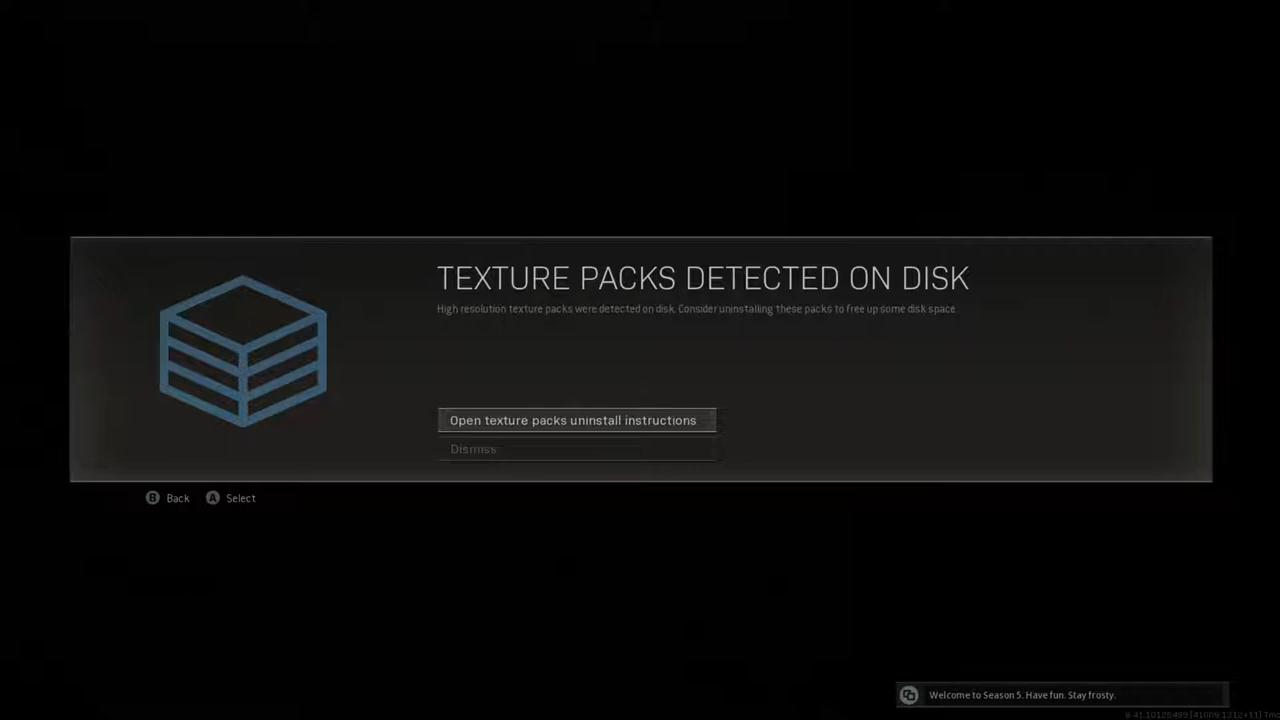 TEXTURE PACKS DETECTED ON DISK
High resolution texture packs were detected on disk. Consider uninstalling these packs to free up some disk space.
Open texture packs uninstall instructions
Dismiss
B Back A Select
Welcome to Season 5. Have fun. Stay frosty.